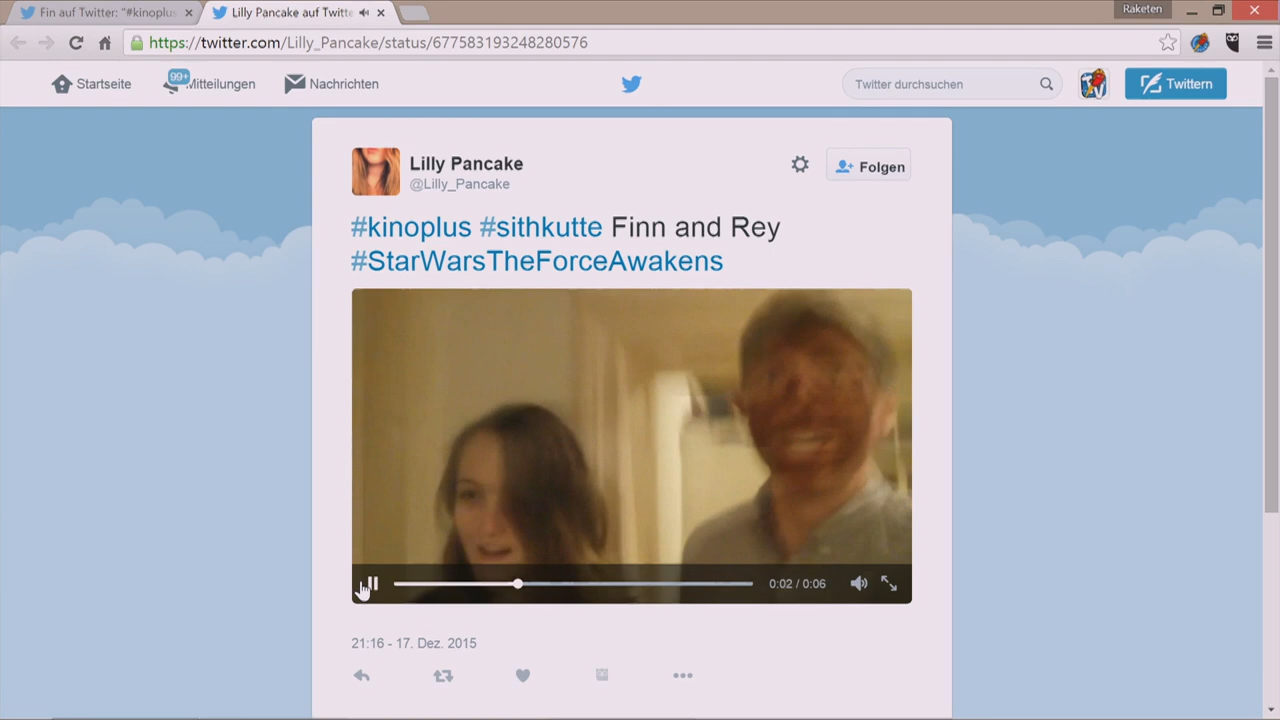 Fin auf Twitter: "#kinoplus
Lilly Pancake auf Twitte
Raketen
https://twitter.com/Lilly_Pancake/status/677583193248280576
Startseite
99+
Mitteilungen
Nachrichten
Twitter durchsuchen
Twittern
Lilly Pancake
@Lilly_Pancake
Folgen
#kinoplus #sithkutte Finn and Rey
#StarWarsTheForceAwakens
0:02 / 0:06
21:16 - 17. Dez. 2015